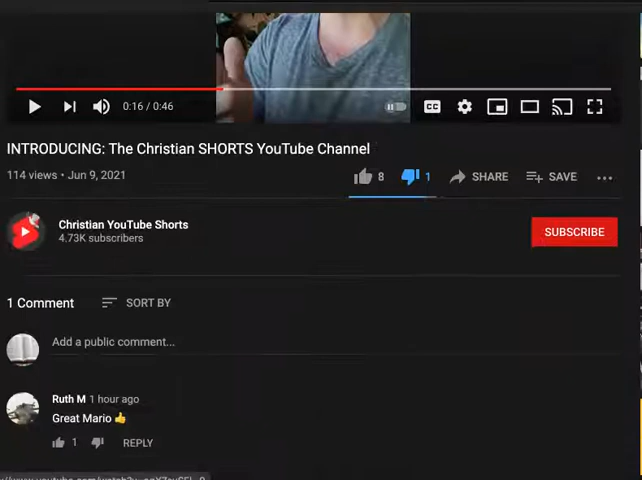 0:16 / 0:46
CC
INTRODUCING: The Christian SHORTS YouTube Channel
114 views • Jun 9, 2021
8
1
SHARE
SAVE
Christian YouTube Shorts
4.73K subscribers
SUBSCRIBE
1 Comment
SORT BY
Add a public comment...
Ruth M 1 hour ago
Great Mario 👍
1
REPLY